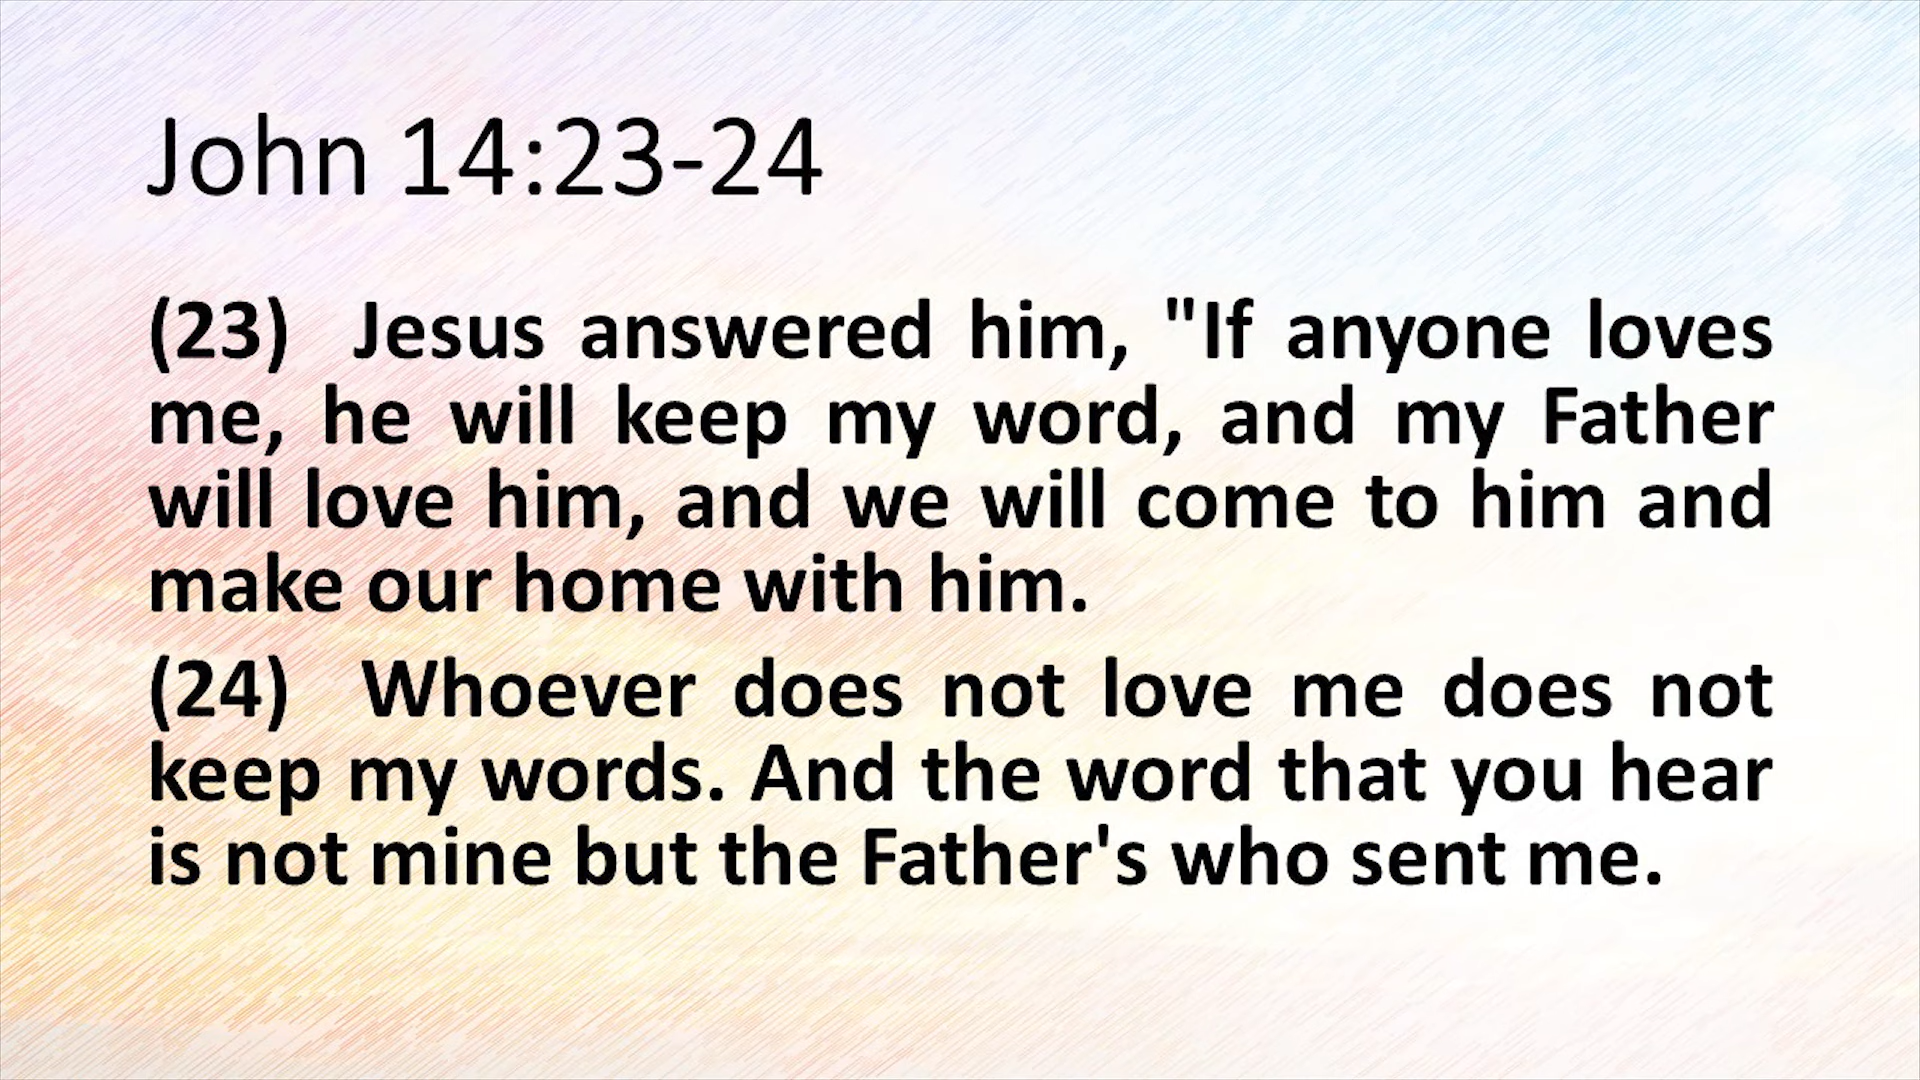 John 14:23-24
(23) Jesus answered him, "If anyone loves
me, he will keep my word, and my Father
will love him, and we will come to him and
make our home with him.
(24) Whoever does not love me does not
keep my words. And the word that you hear
is not mine but the Father's who sent me.